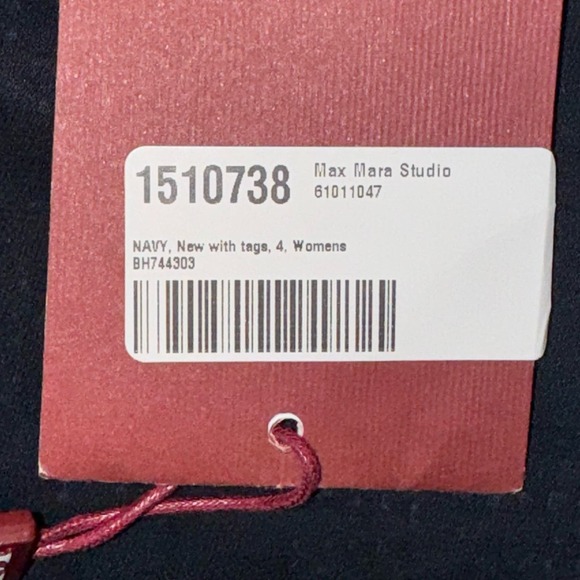 1510738 Max Mara Studio
61011047
NAVY, New with tags, 4, Womens
BH744303